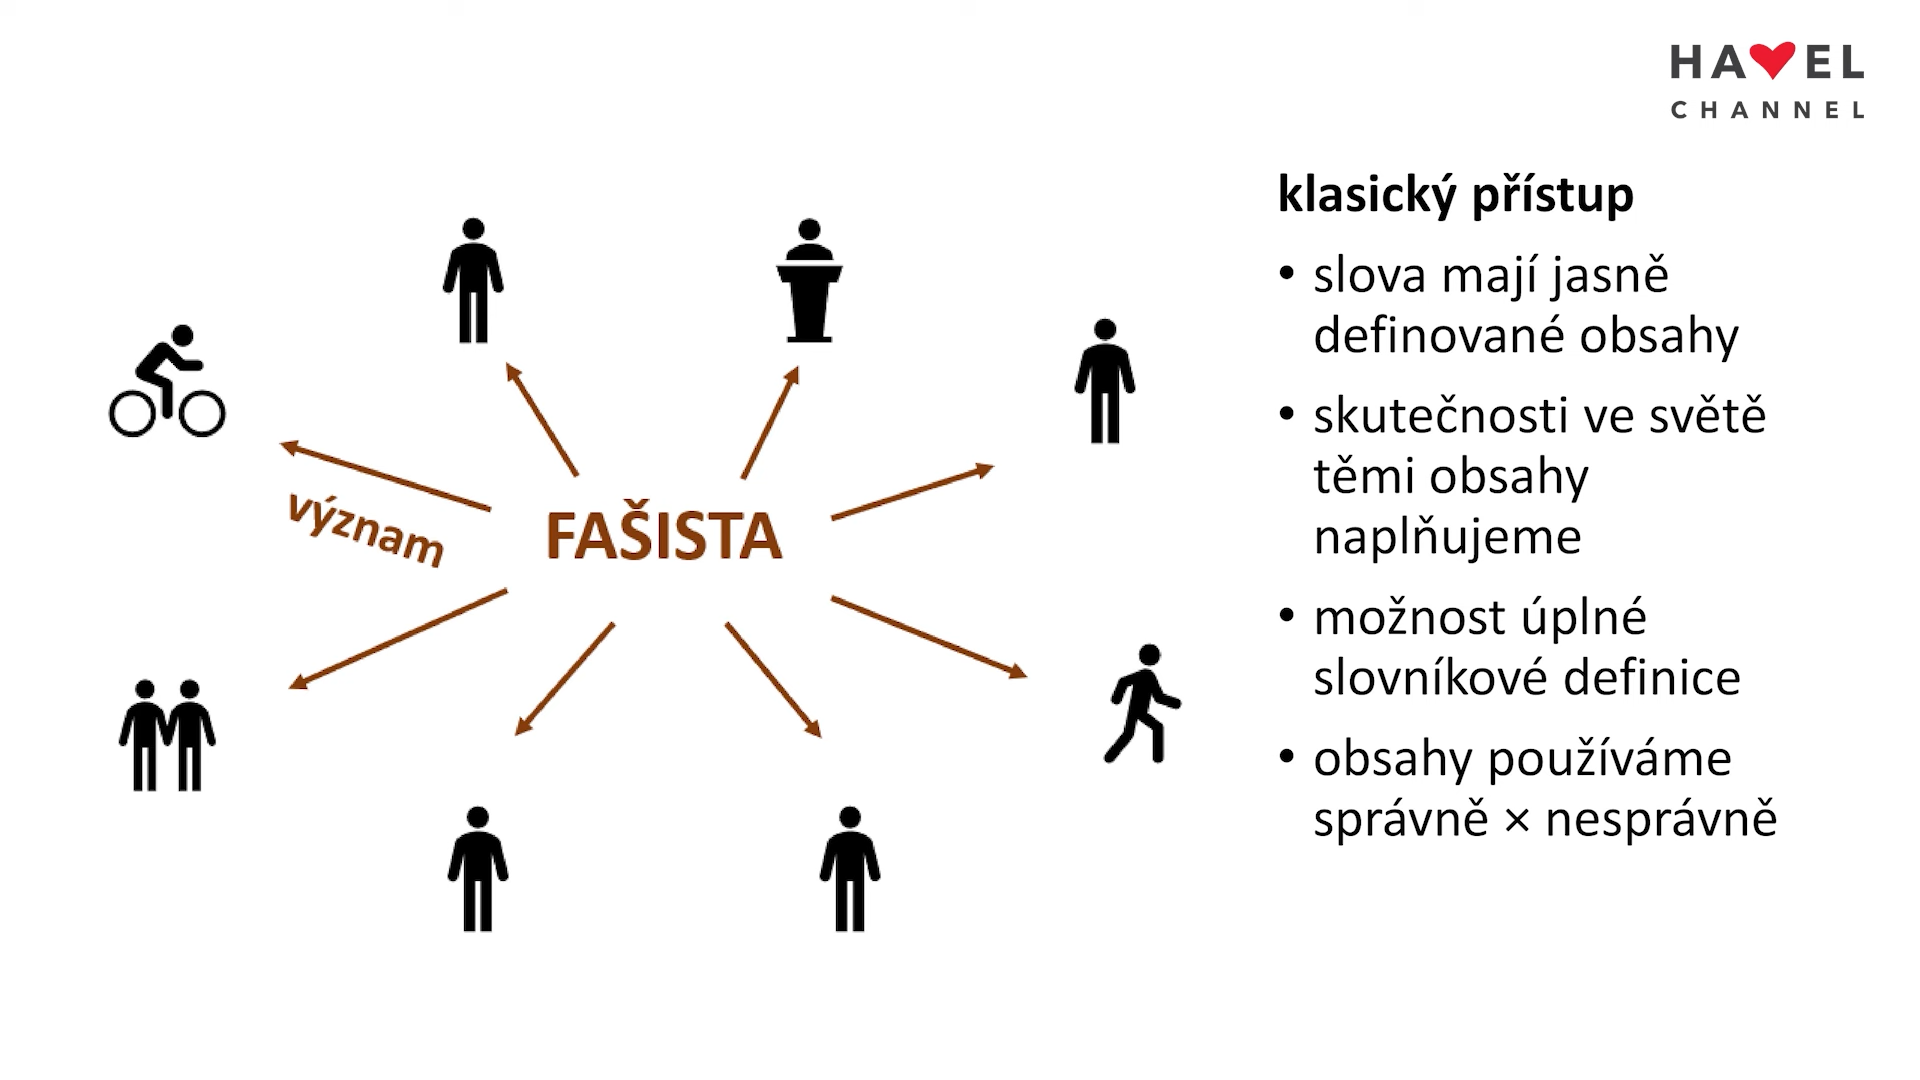 HAVEL
CHANNEL
klasický přístup
• slova mají jasně
definované obsahy
• skutečnosti ve světě
těmi obsahy
naplňujeme
• možnost úplné
slovníkové definice
• obsahy používáme
správně × nesprávně
význam
FAŠISTA